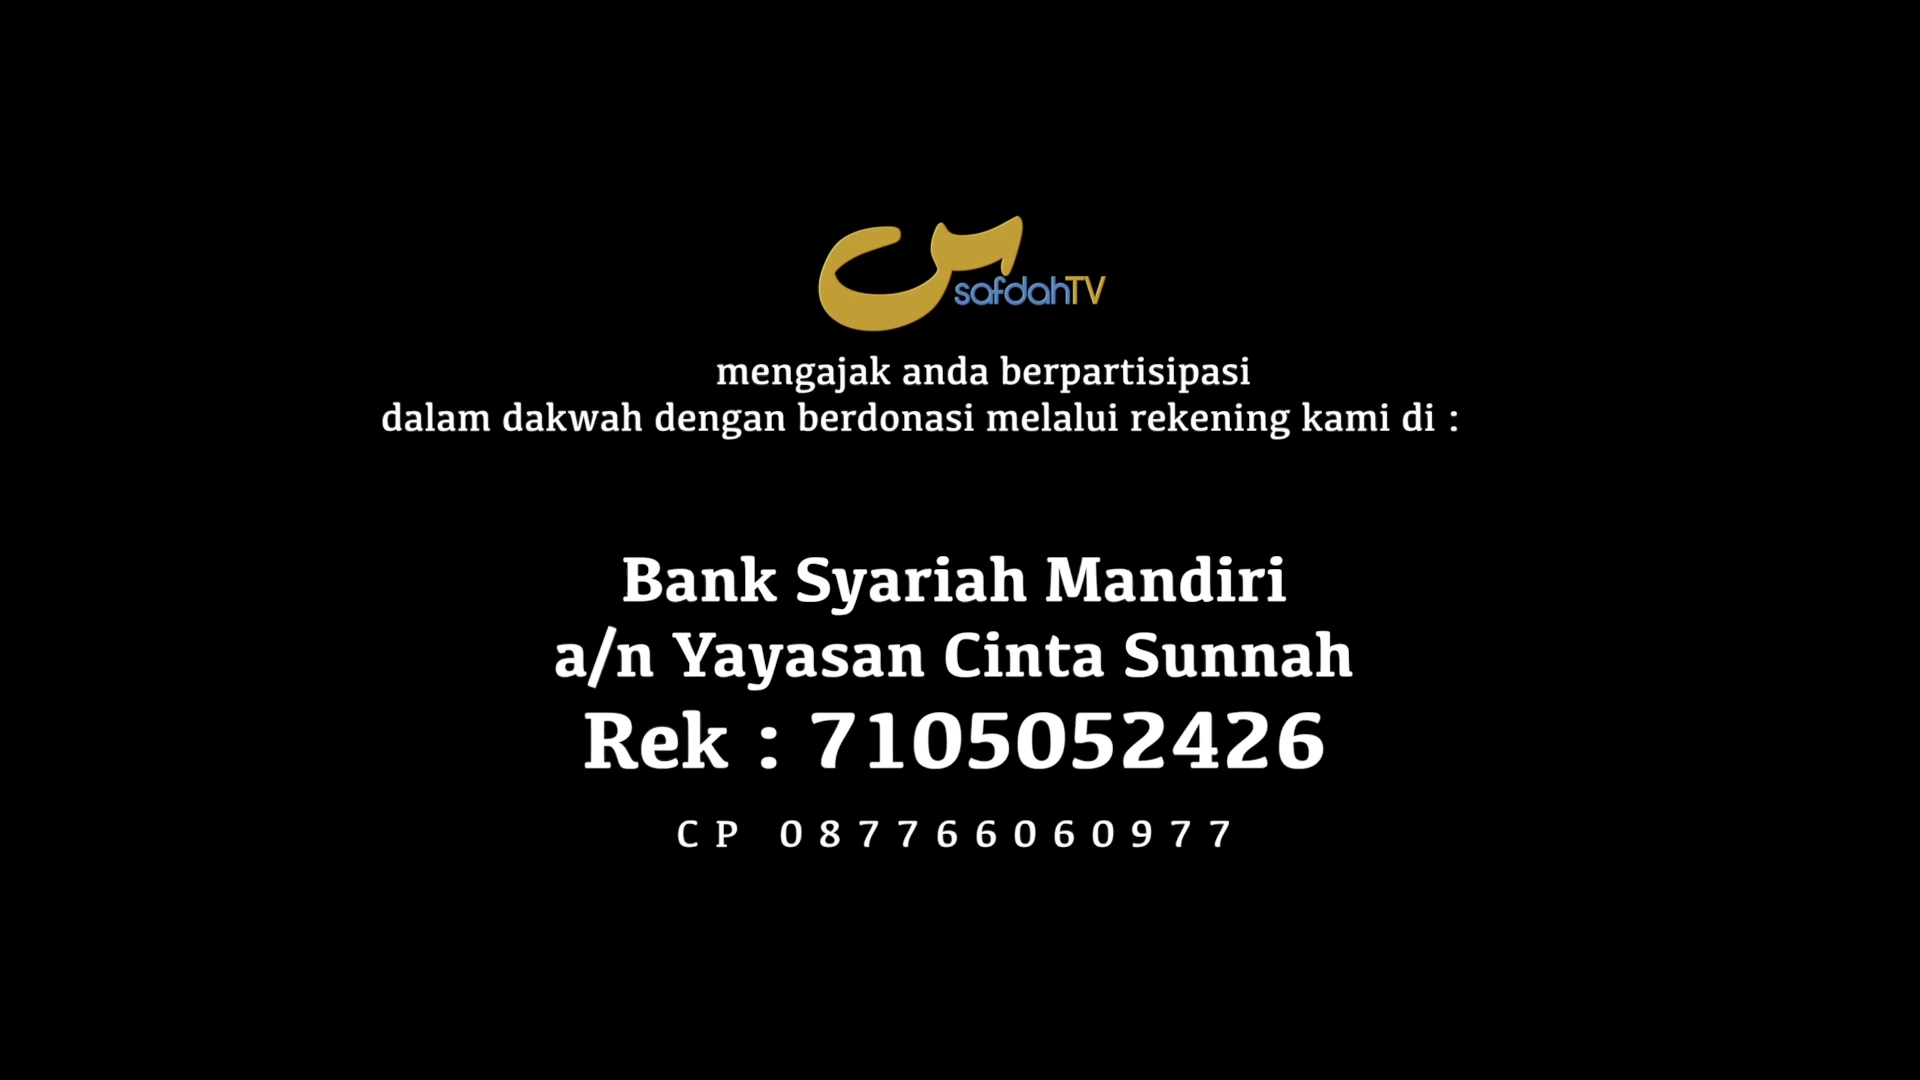 safdahTV
mengajak anda berpartisipasi
dalam dakwah dengan berdonasi melalui rekening kami di :
Bank Syariah Mandiri
a/n Yayasan Cinta Sunnah
Rek : 7105052426
CP 087766060977